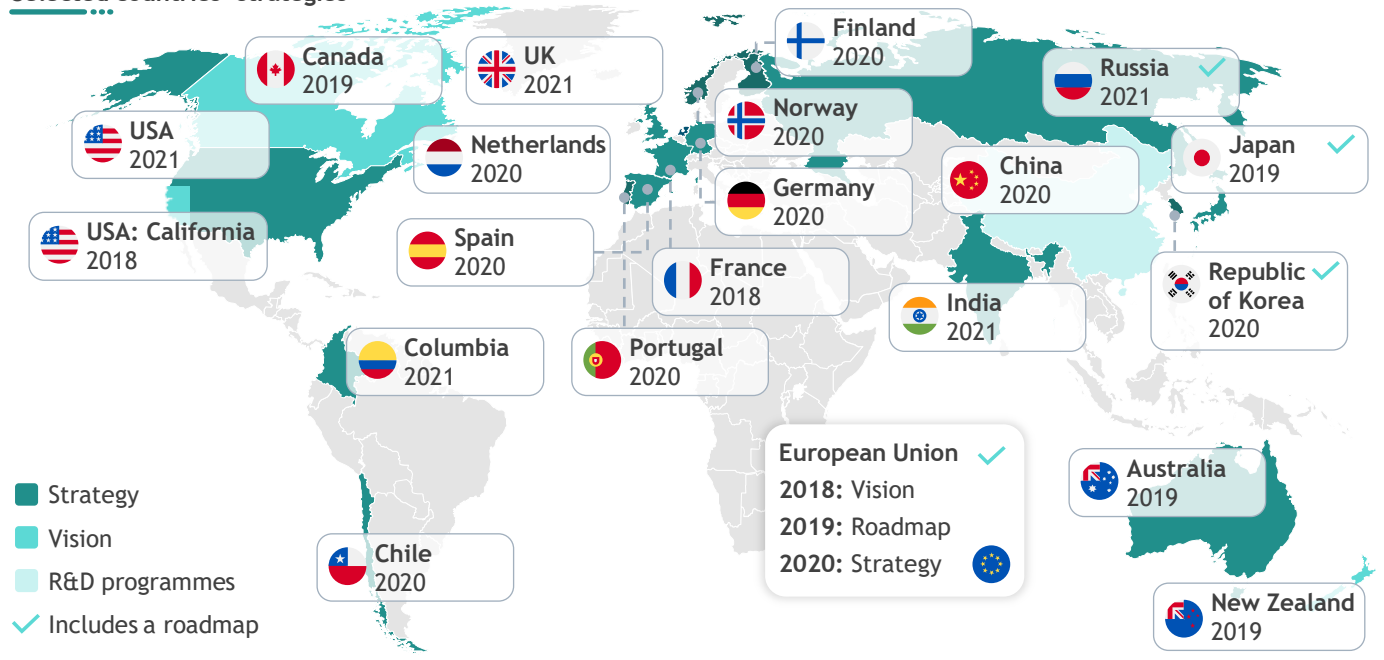 Selected countries' strategies
Canada
2019
UK
2021
Finland
2020
Russia
2021
USA
2021
Netherlands
2020
Norway
2020
Japan
2019
China
2020
Germany
2020
USA: California
2018
Spain
2020
France
2018
India
2021
Republic
of Korea
2020
Columbia
2021
Portugal
2020
European Union
2018: Vision
2019: Roadmap
2020: Strategy
Australia
2019
Strategy
Vision
R&D programmes
Includes a roadmap
Chile
2020
New Zealand
2019